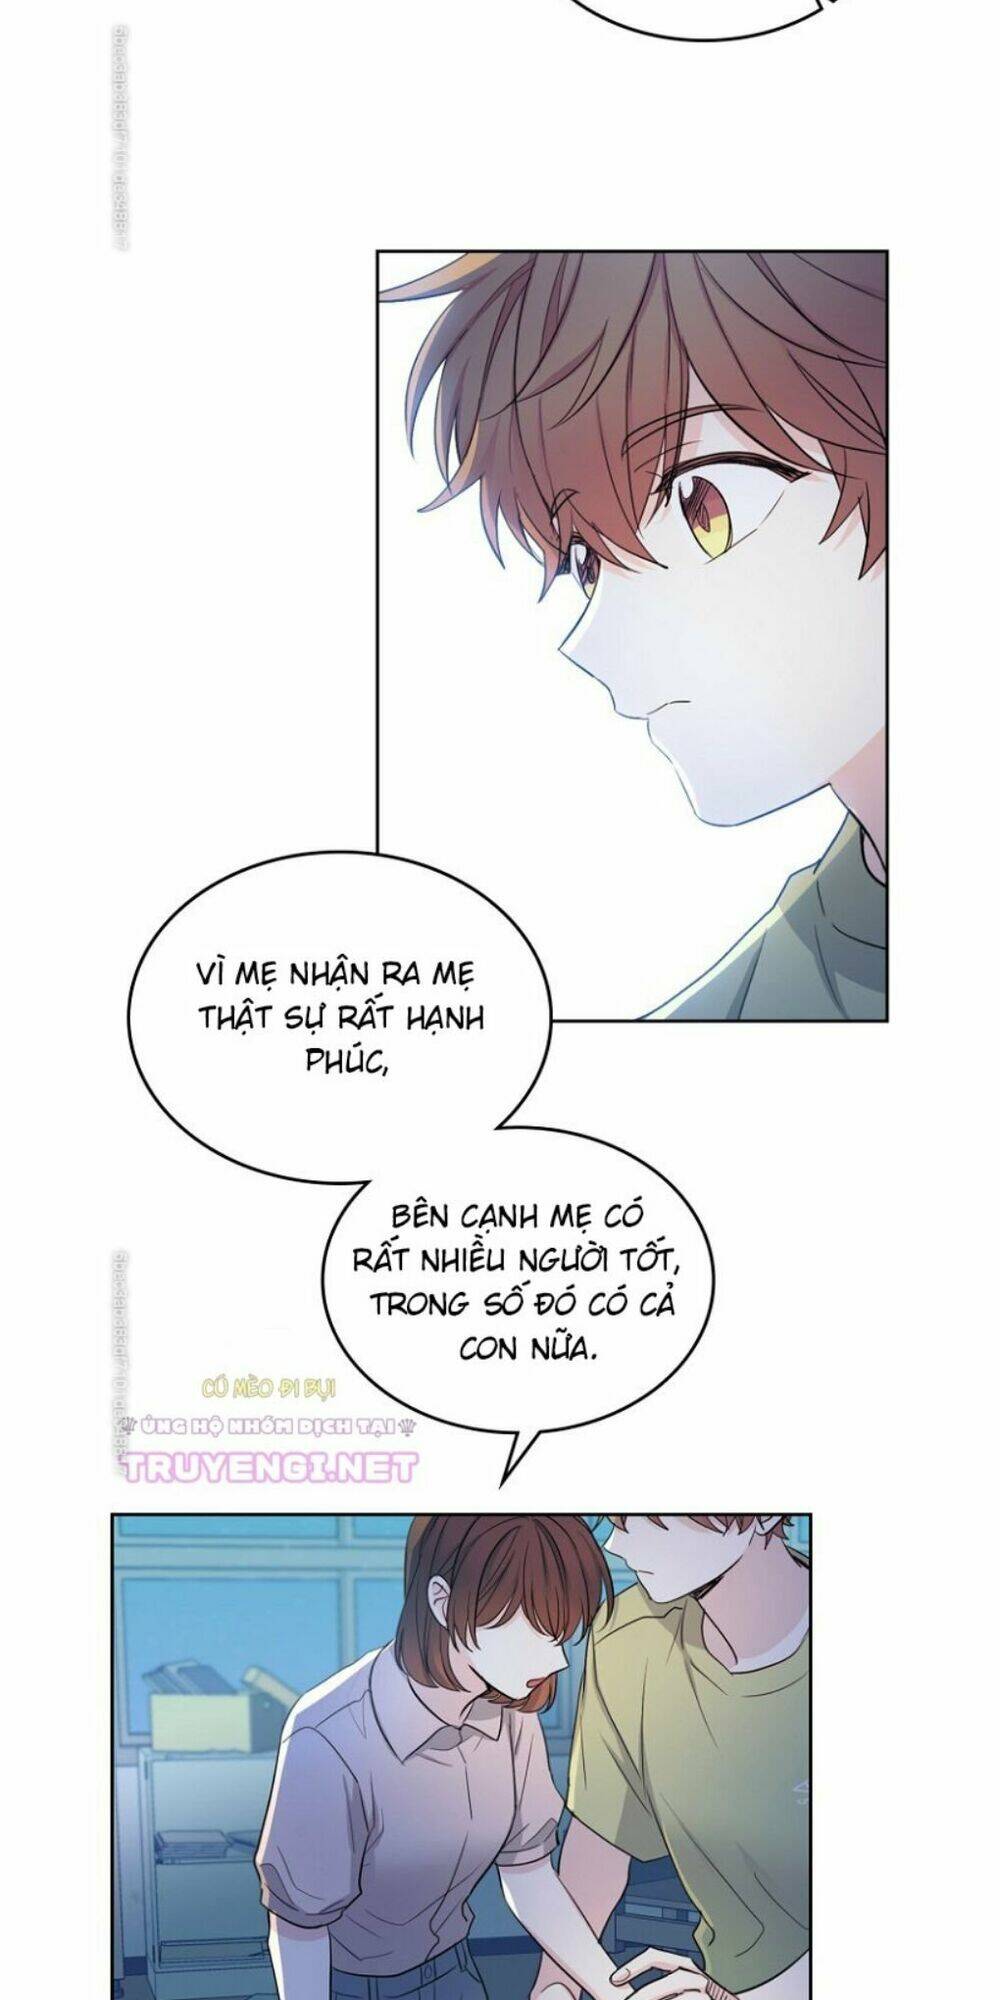 VÌ MẸ NHẬN RA MẸ
THẬT SỰ RẤT HẠNH
PHÚC,
BÊN CẠNH MẸ CÓ
RẤT NHIỀU NGƯỜI TỐT,
TRONG SỐ ĐÓ CÓ CẢ
CON NỮA.
CÚ MÈO ĐI BỤI
ỦNG HỘ NHÓM DỊCH TẠI
TRUYENGI.NET